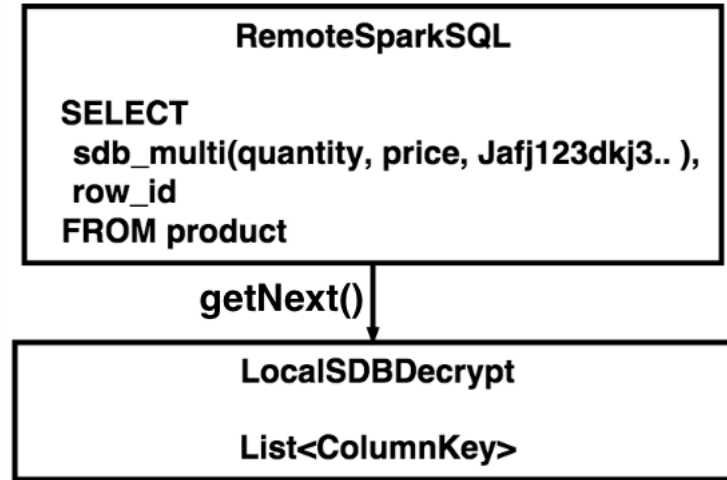 RemoteSparkSQL
SELECT
sdb_multi(quantity, price, Jafj123dkj3.. ),
row_id
FROM product
getNext()
LocalSDBDecrypt
List<ColumnKey>